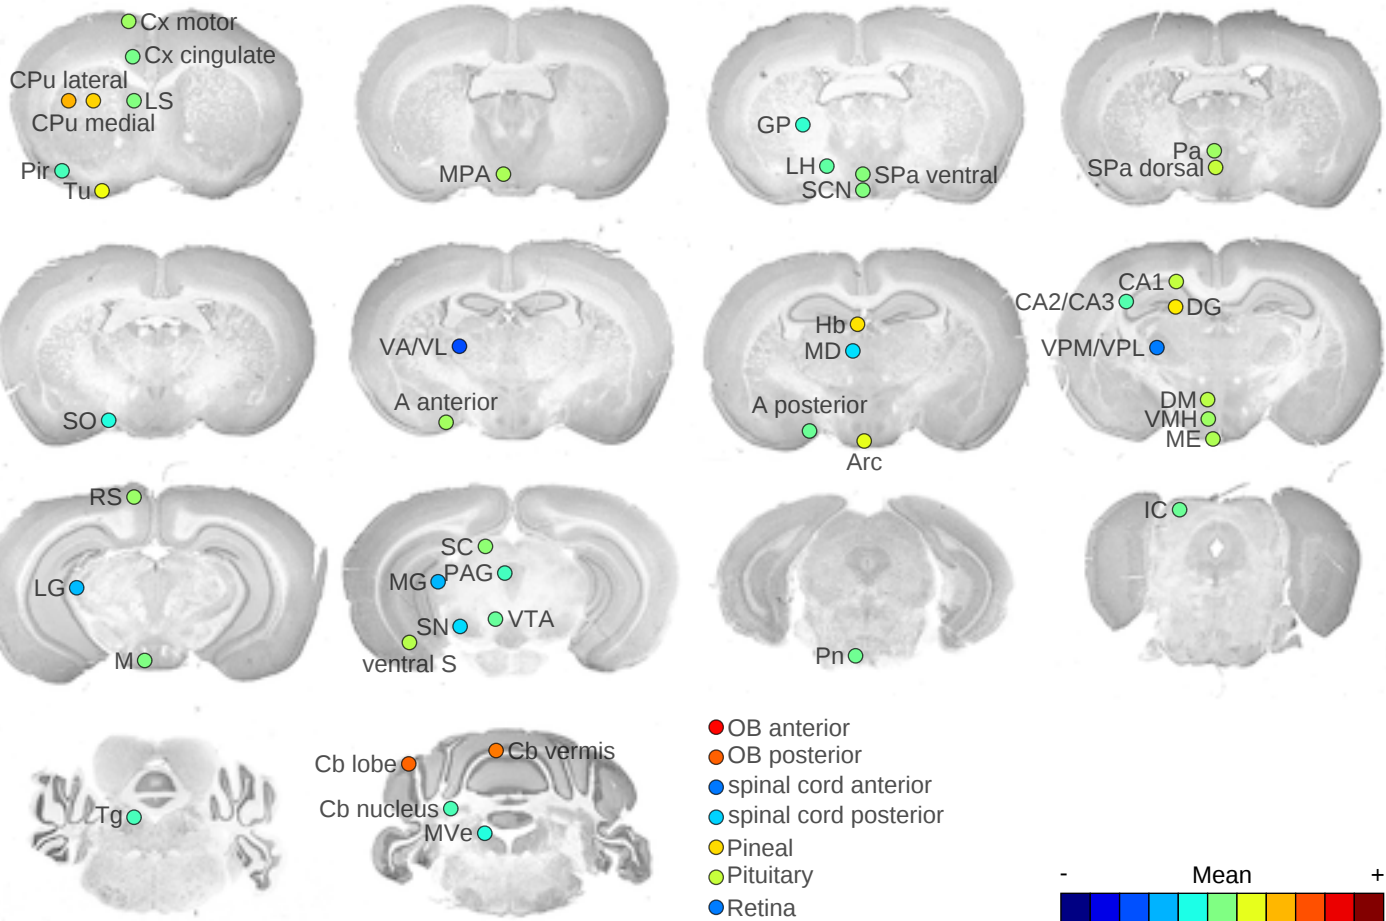 Cx motor
Cx cingulate
CPu lateral
LS
CPu medial
Pir
Tu
MPA
GP
LH
SPa ventral
SCN
Pa
SPa dorsal
SO
VA/VL
A anterior
Hb
MD
A posterior
Arc
CA1
CA2/CA3
DG
VPM/VPL
DM
VMH
ME
RS
LG
M
SC
PAG
MG
VTA
SN
ventral S
Pn
IC
Tg
Cb vermis
Cb lobe
Cb nucleus
MVe
OB anterior
OB posterior
spinal cord anterior
spinal cord posterior
Pineal
Pituitary
Retina
- Mean +